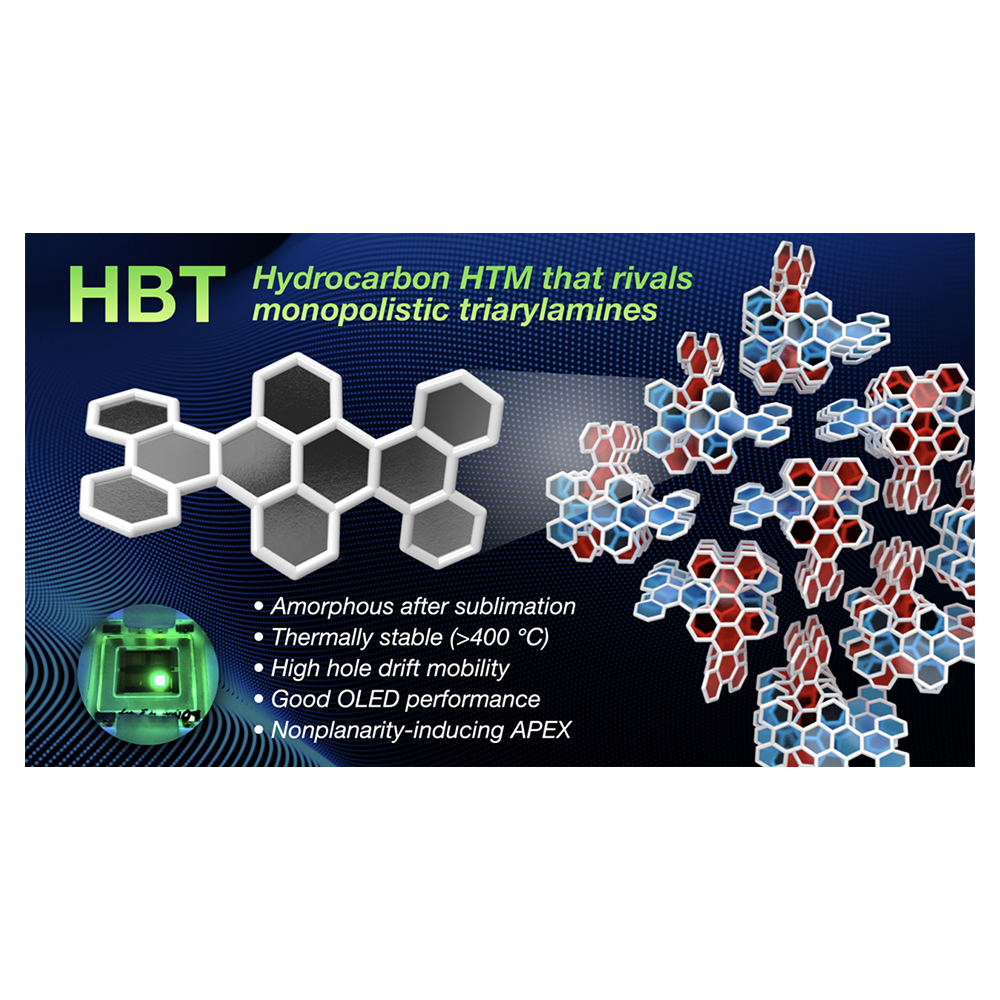 HBT
Hydrocarbon HTM that rivals
monopolistic triarylamines
• Amorphous after sublimation
• Thermally stable (>400 °C)
• High hole drift mobility
• Good OLED performance
• Nonplanarity-inducing APEX